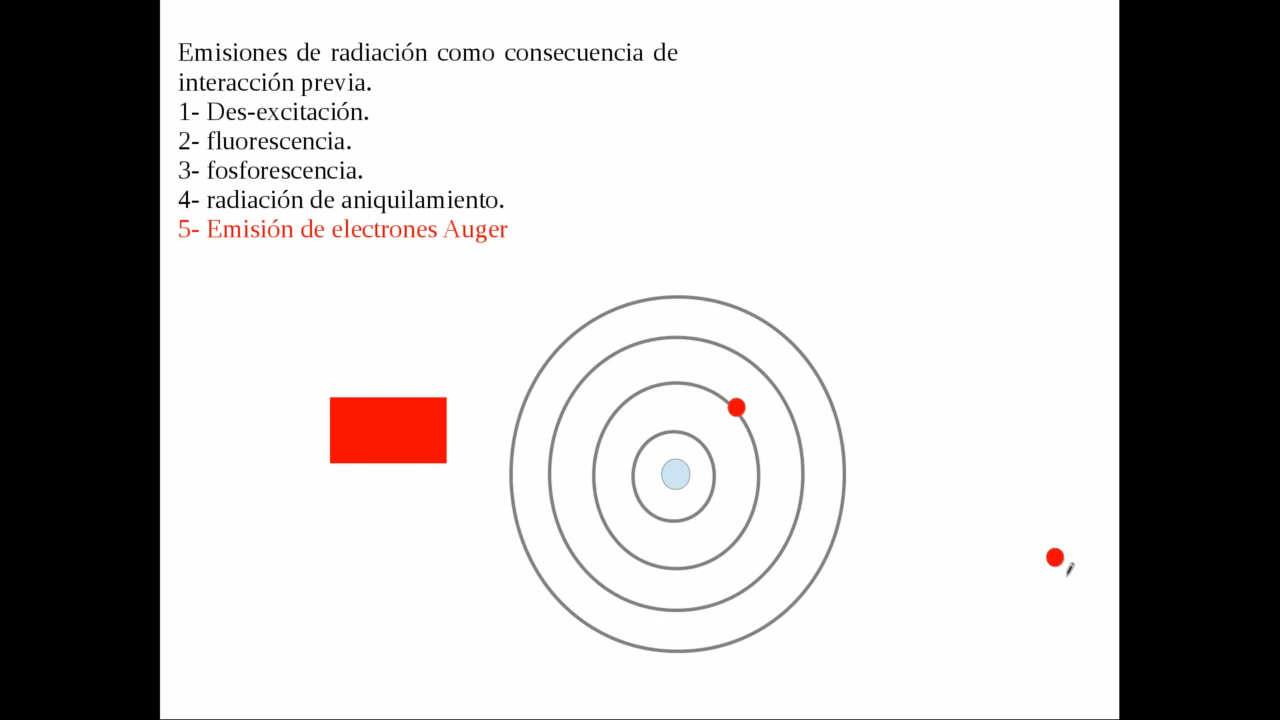 Emisiones de radiación como consecuencia de
interacción previa.
1- Des-excitación.
2- fluorescencia.
3- fosforescencia.
4- radiación de aniquilamiento.
5- Emisión de electrones Auger